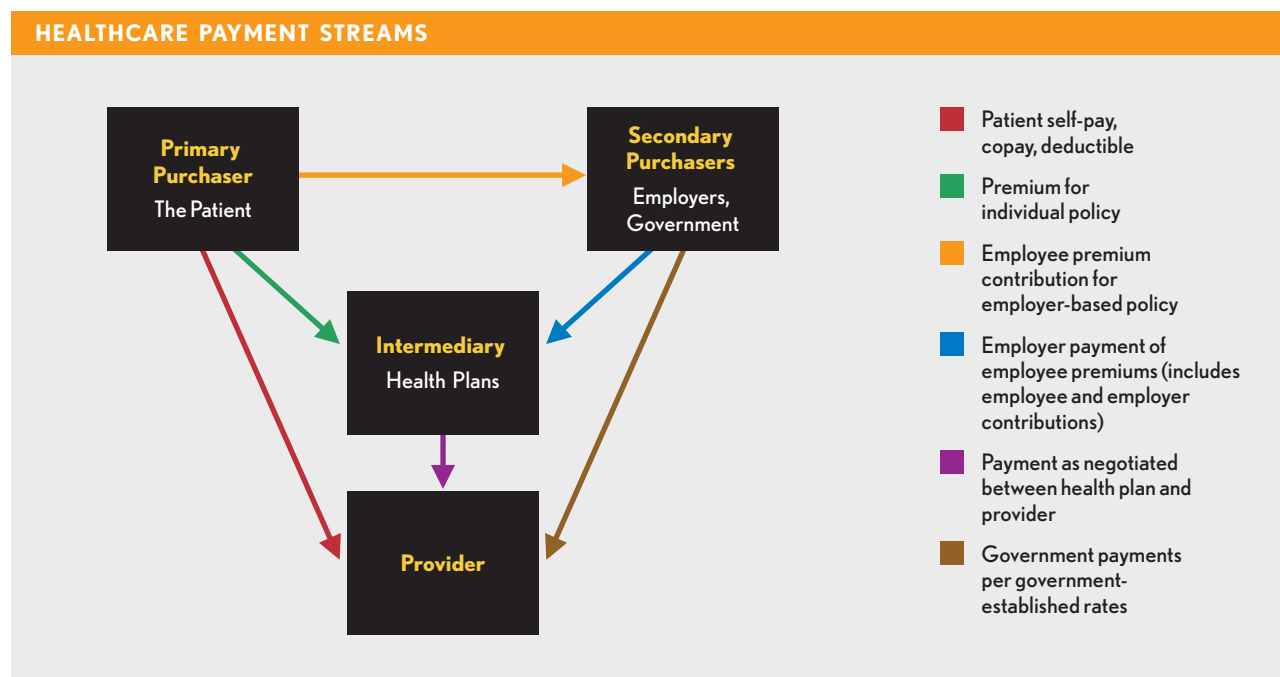 HEALTHCARE PAYMENT STREAMS
Primary
Purchaser
The Patient
Secondary
Purchasers
Employers,
Government
Intermediary
Health Plans
Provider
Patient self-pay,
copay, deductible
Premium for
individual policy
Employee premium
contribution for
employer-based policy
Employer payment of
employee premiums (includes
employee and employer
contributions)
Payment as negotiated
between health plan and
provider
Government payments
per government-
established rates